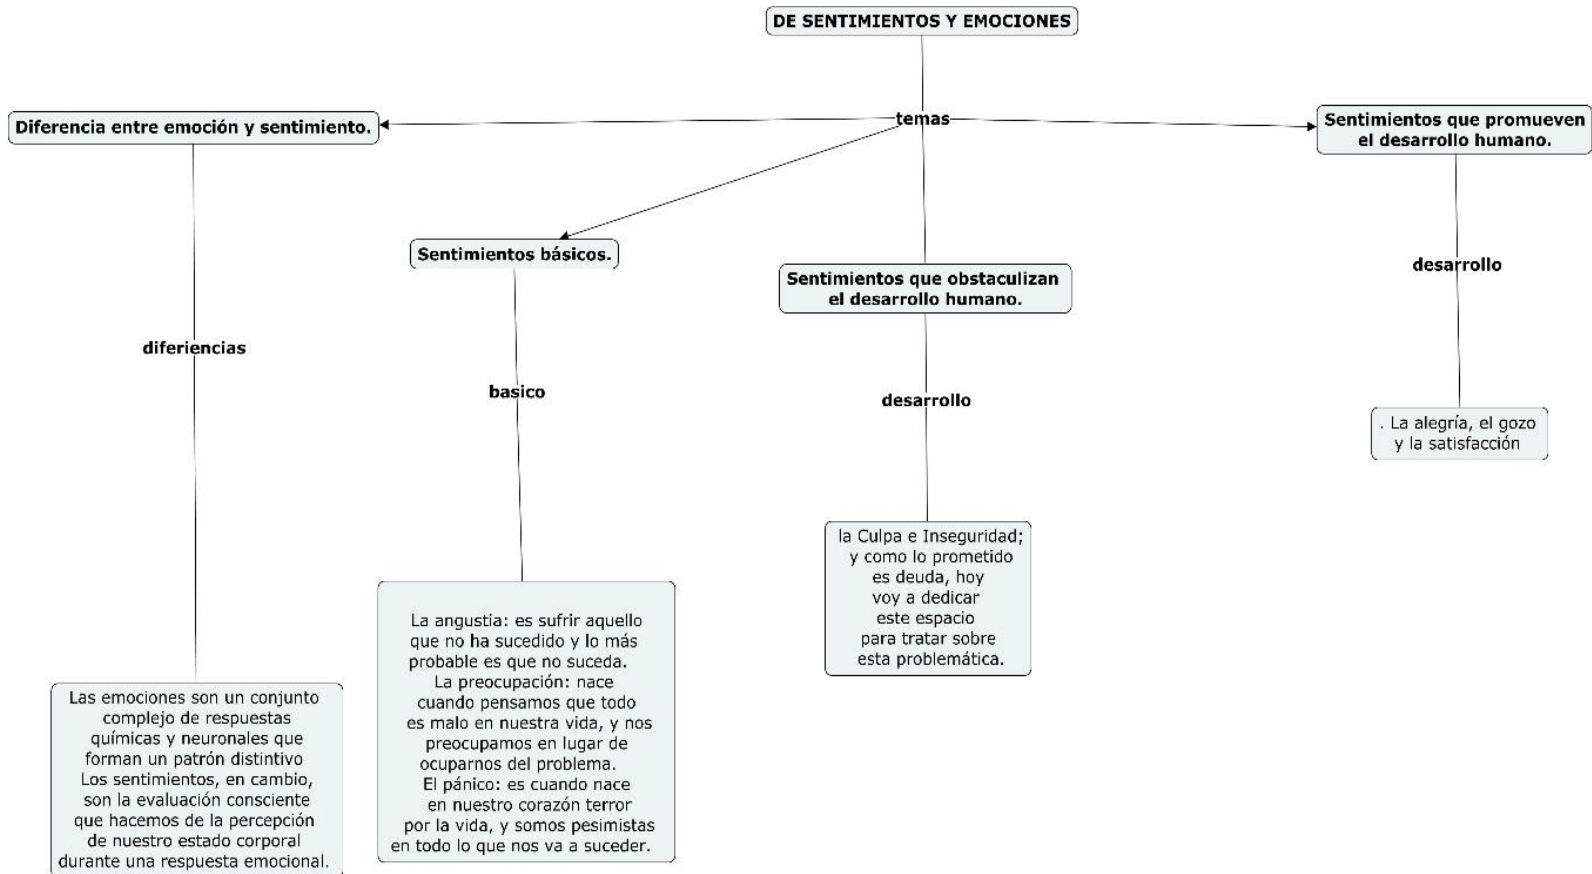 DE SENTIMIENTOS Y EMOCIONES
temas
Diferencia entre emoción y sentimiento.
diferiencias
Las emociones son un conjunto
complejo de respuestas
químicas y neuronales que
forman un patrón distintivo
Los sentimientos, en cambio,
son la evaluación consciente
que hacemos de la percepción
de nuestro estado corporal
durante una respuesta emocional.
Sentimientos básicos.
basico
La angustia: es sufrir aquello
que no ha sucedido y lo más
probable es que no suceda.
La preocupación: nace
cuando pensamos que todo
es malo en nuestra vida, y nos
preocupamos en lugar de
ocuparnos del problema.
El pánico: es cuando nace
en nuestro corazón terror
por la vida, y somos pesimistas
en todo lo que nos va a suceder.
Sentimientos que obstaculizan
el desarrollo humano.
desarrollo
la Culpa e Inseguridad;
y como lo prometido
es deuda, hoy
voy a dedicar
este espacio
para tratar sobre
esta problemática.
Sentimientos que promueven
el desarrollo humano.
desarrollo
. La alegría, el gozo
y la satisfacción